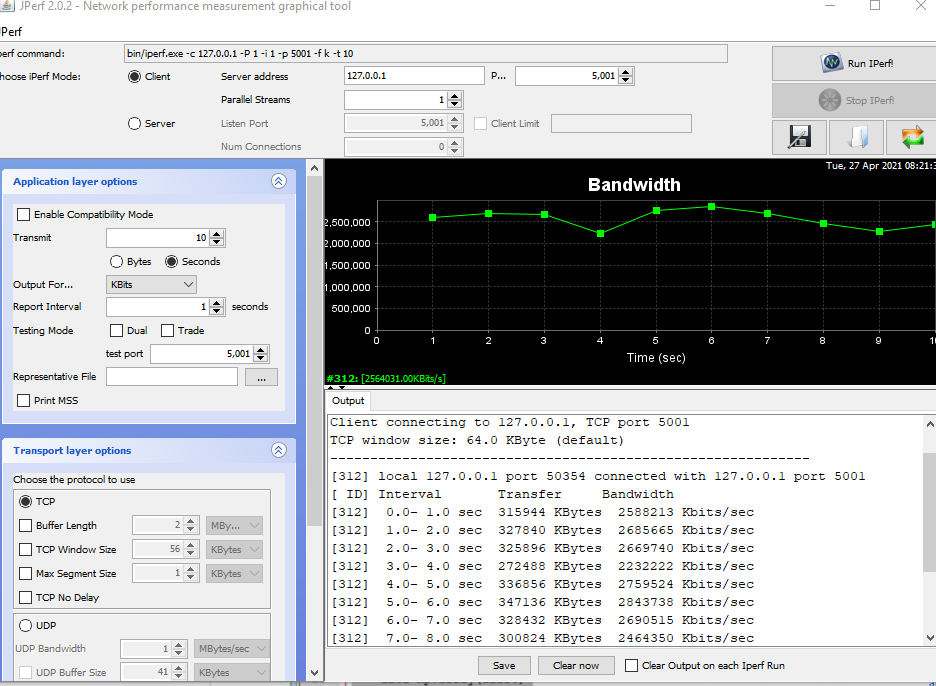 JPerf 2.0.2 - Network performance measurement graphical tool
JPerf
perf command:
bin/iperf.exe -c 127.0.0.1 -P 1 -i 1 -p 5001 -f k -t 10
hoose iPerf Mode:
Client
Server address
127.0.0.1
P...
5,001
Parallel Streams
1
Server
Listen Port
5,001
Client Limit
Num Connections
0
Run IPerf!
Stop IPerf!
Application layer options
Enable Compatibility Mode
Transmit
10
Bytes
Seconds
Output For...
KBits
Report Interval
1
seconds
Testing Mode
Dual
Trade
test port
5,001
Representative File
...
Print MSS
Transport layer options
Choose the protocol to use
TCP
Buffer Length
2
MBy...
TCP Window Size
56
KBytes
Max Segment Size
1
KBytes
TCP No Delay
UDP
UDP Bandwidth
1
MBytes/sec
UDP Buffer Size
41
KBytes
Tue, 27 Apr 2021 08:21:3
Bandwidth
2,500,000
2,000,000
1,500,000
1,000,000
500,000
0
0 1 2 3 4 5 6 7 8 9 10
Time (sec)
#312: [2564031.00KBits/s]
Output
Client connecting to 127.0.0.1, TCP port 5001
TCP window size: 64.0 KByte (default)
------------------------------------------------------------
[312] local 127.0.0.1 port 50354 connected with 127.0.0.1 port 5001
[ ID] Interval Transfer Bandwidth
[312] 0.0- 1.0 sec 315944 KBytes 2588213 Kbits/sec
[312] 1.0- 2.0 sec 327840 KBytes 2685665 Kbits/sec
[312] 2.0- 3.0 sec 325896 KBytes 2669740 Kbits/sec
[312] 3.0- 4.0 sec 272488 KBytes 2232222 Kbits/sec
[312] 4.0- 5.0 sec 336856 KBytes 2759524 Kbits/sec
[312] 5.0- 6.0 sec 347136 KBytes 2843738 Kbits/sec
[312] 6.0- 7.0 sec 328432 KBytes 2690515 Kbits/sec
[312] 7.0- 8.0 sec 300824 KBytes 2464350 Kbits/sec
Save
Clear now
Clear Output on each Iperf Run